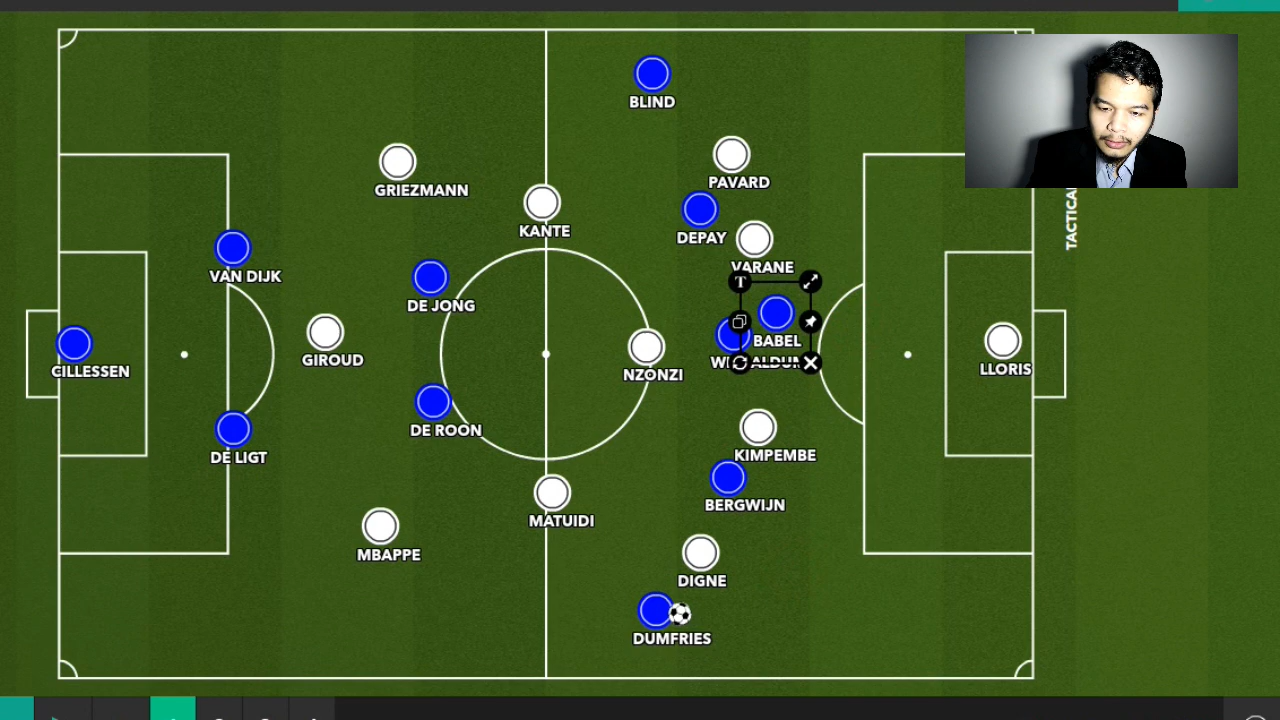 BLIND
GRIEZMANN
PAVARD
KANTE
DEPAY
VARANE
VAN DIJK
DE JONG
T
BABEL
GIROUD
NZONZI
CILLESSEN
LLORIS
DE ROON
DE LIGT
KIMPEMBE
BERGWIJN
MATUIDI
MBAPPE
DIGNE
DUMFRIES